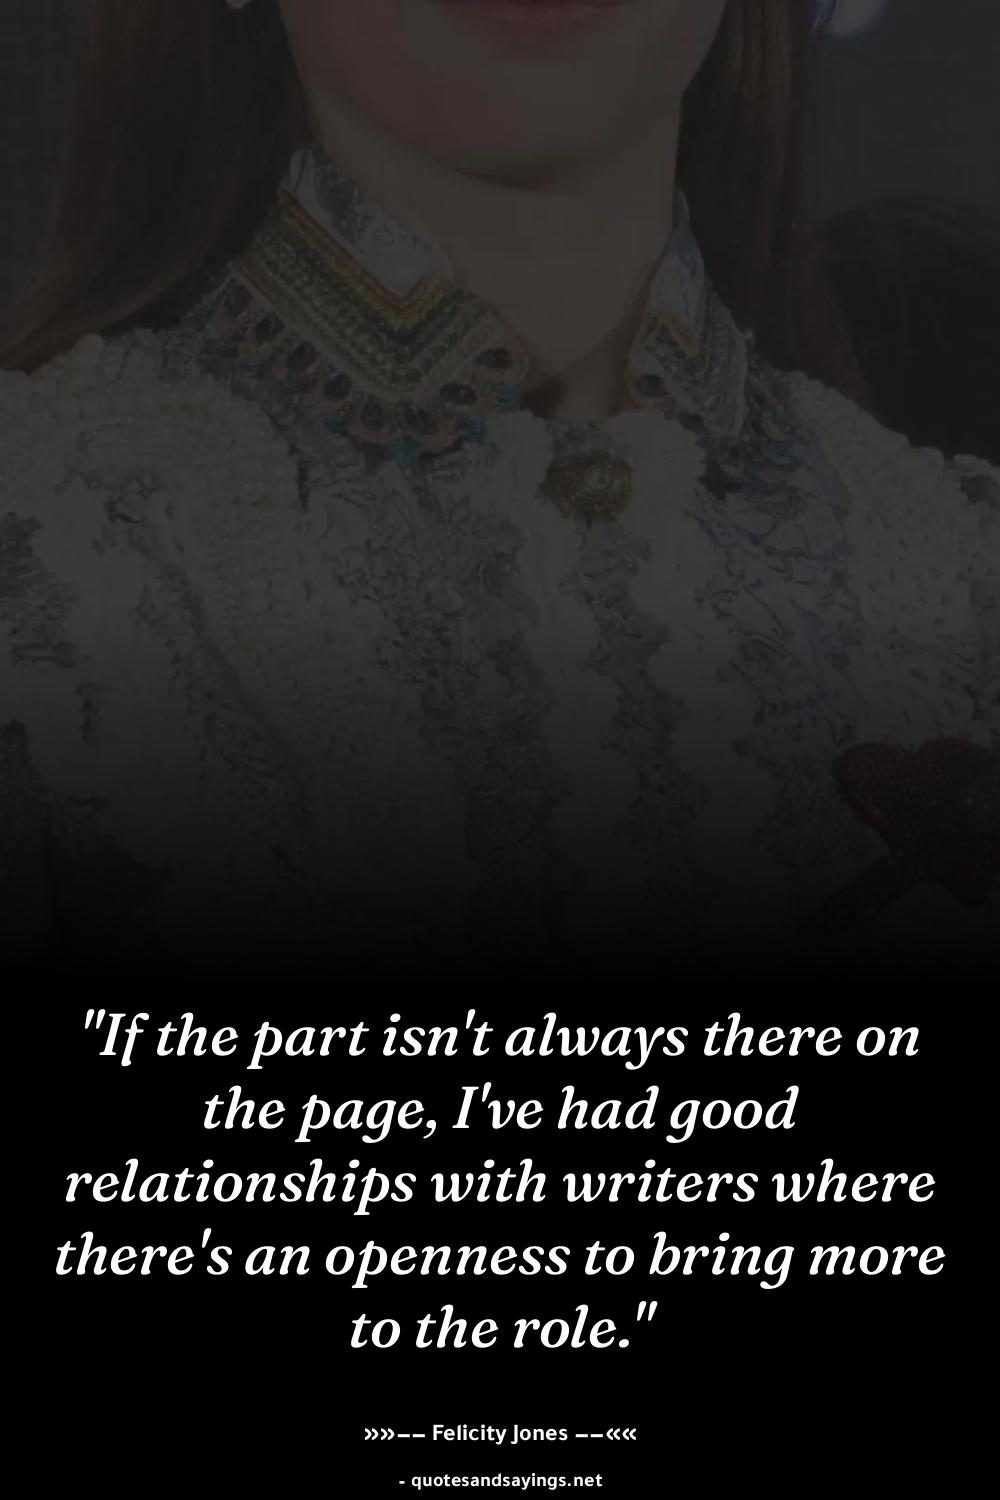 "If the part isn't always there on
the page, I've had good
relationships with writers where
there's an openness to bring more
to the role."
»»−− Felicity Jones −−««
- quotesandsayings.net